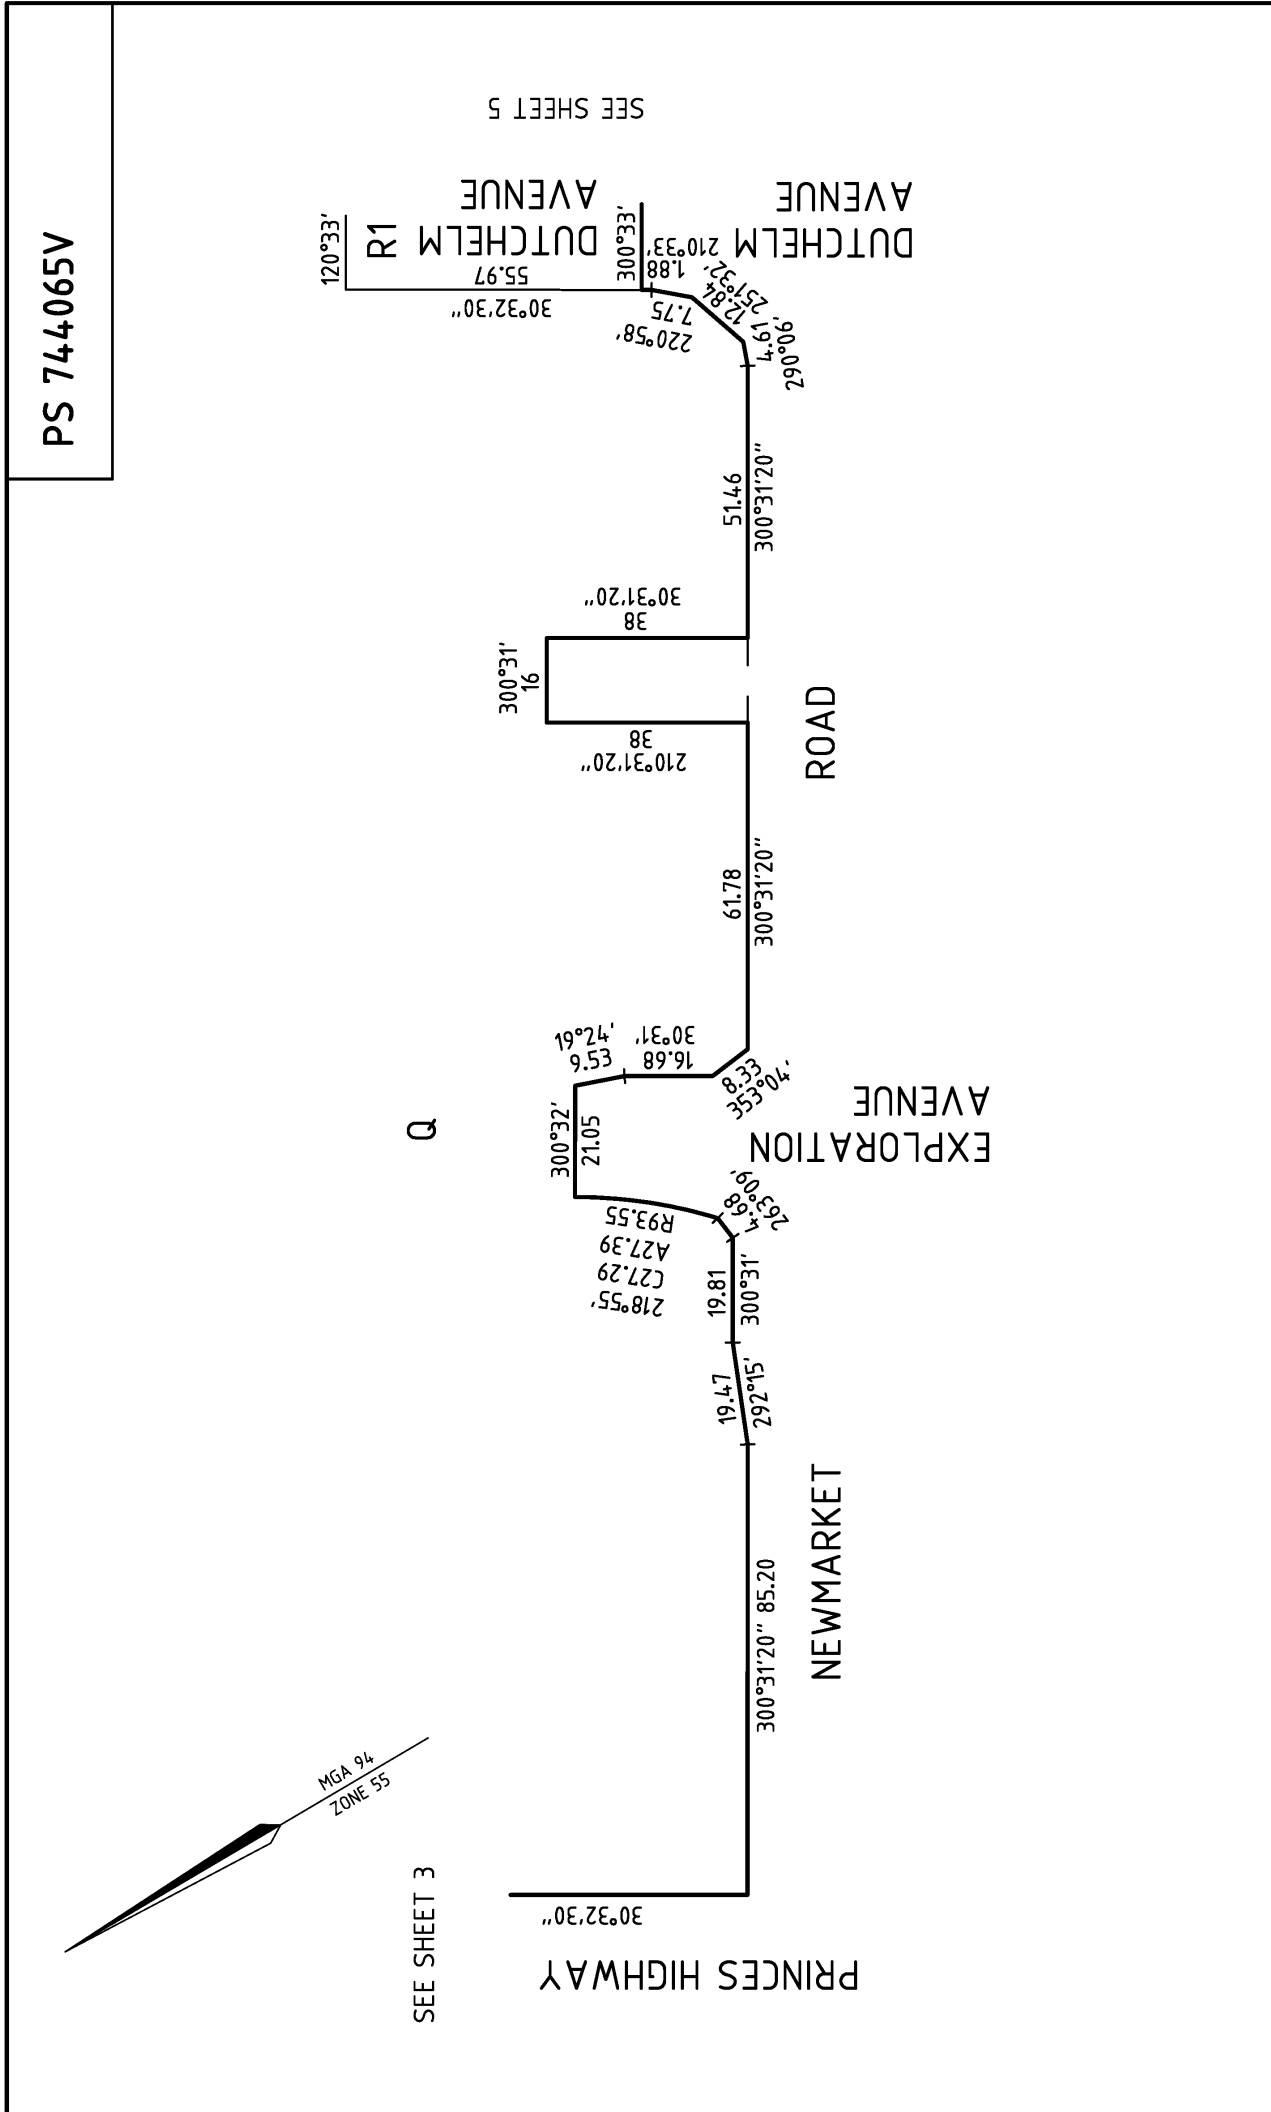 PS 744065V
SEE SHEET 5
120°33'
R1
DUTCHELM
AVENUE
55.97
30°32'30"
300°33'
1.88
210°33'
DUTCHELM
AVENUE
7.75
220°58'
12.84
251°32'
4.61
290°06'
51.46
300°31'20"
30°31'20"
38
300°31'
16
38
210°31'20"
ROAD
61.78
300°31'20"
19°24'
9.53
30°31'
16.68
8.33
353°04'
Q
300°32'
21.05
EXPLORATION
AVENUE
R93.55
A27.39
C27.29
218°55'
4.68
263°09'
19.81
300°31'
19.47
292°15'
NEWMARKET
300°31'20" 85.20
MGA 94
ZONE 55
SEE SHEET 3
30°32'30"
PRINCES HIGHWAY